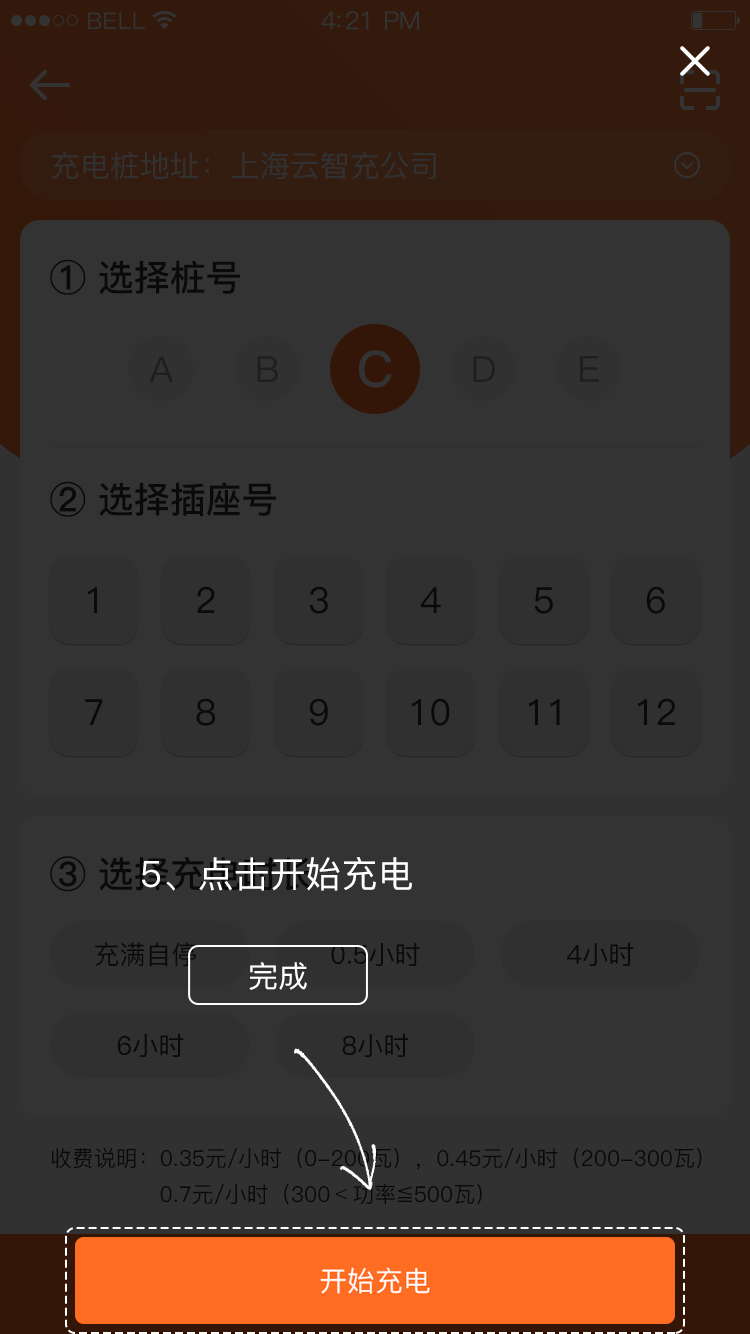 BELL 4:21 PM
充电桩地址：上海云智充公司
① 选择桩号
A B C D E
② 选择插座号
1 2 3 4 5 6
7 8 9 10 11 12
③ 选择充电时长
5、点击开始充电
充满自停 0.5小时 4小时
完成
6小时 8小时
收费说明：0.35元/小时（0-200瓦），0.45元/小时（200-300瓦）
0.7元/小时（300＜功率≦500瓦）
开始充电